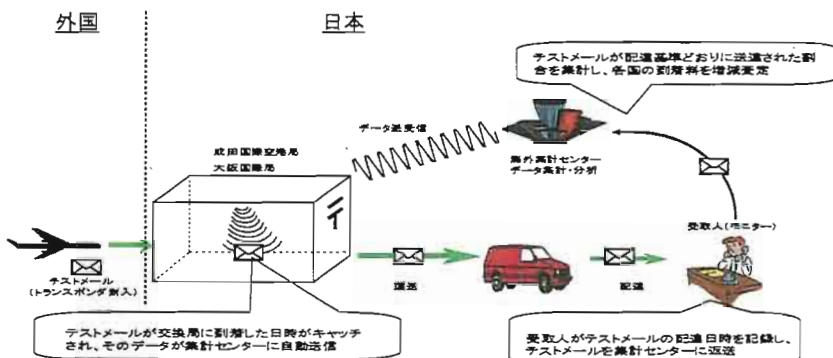 外国
日本
テストメールが配達基準どおりに送達された割
合を集計し、各国の到着料を増減査定
データ送受信
成田国際空港局
大阪国際局
海外集計センター
データ集計・分析
受取人(モニター)
テストメール
(トランスポンダ封入)
運送
配達
テストメールが交換局に到着した日時がキャッチ
され、そのデータが集計センターに自動送信
受取人がテストメールの配達日時を記録し、
テストメールを集計センターに返送